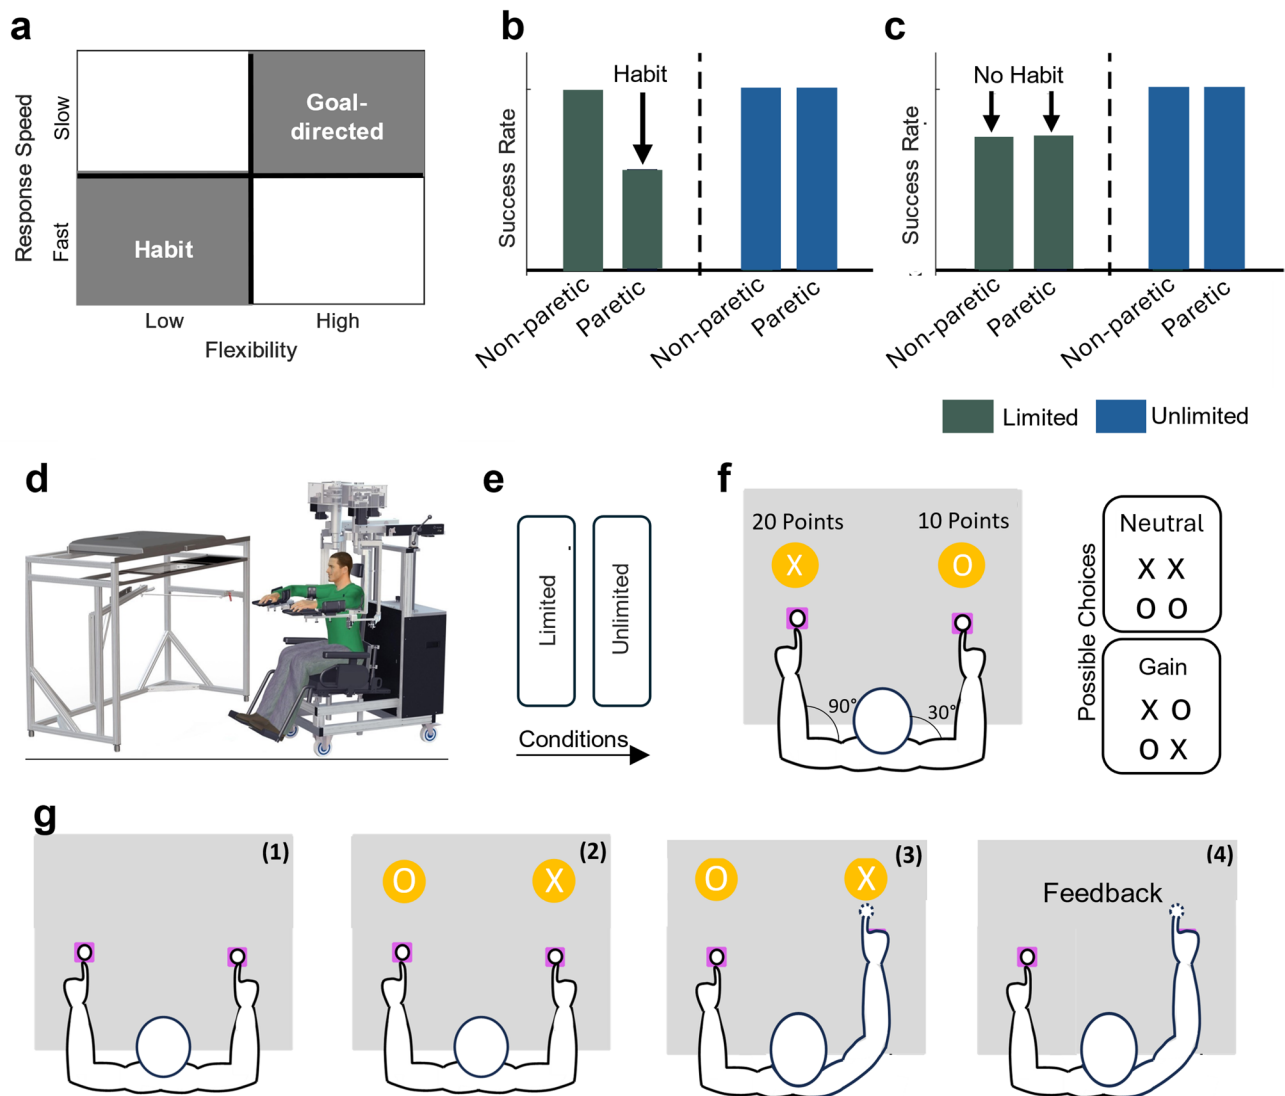 a
Response Speed
Slow
Fast
Goal-
directed
Habit
Low
High
Flexibility
b
Success Rate
Habit
Non-paretic
Paretic
Non-paretic
Paretic
c
Success Rate
No Habit
Non-paretic
Paretic
Non-paretic
Paretic
Limited
Unlimited
d
e
Limited
Unlimited
Conditions
f
20 Points
10 Points
X
O
90°
30°
Possible Choices
Neutral
X X
O O
Gain
X O
O X
g
(1)
(2)
O
X
(3)
O
X
(4)
Feedback